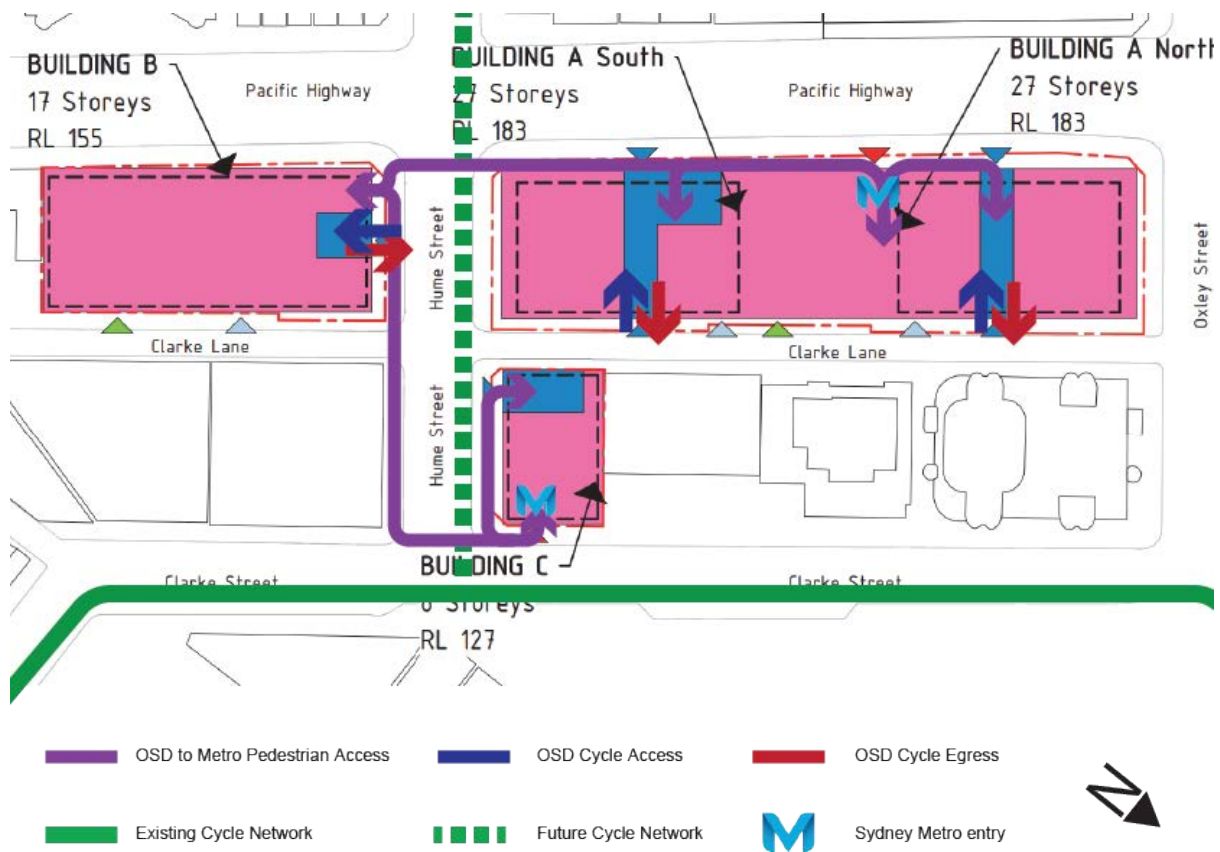 BUILDING B
17 Storeys
RL 155
Pacific Highway
BUILDING A South
27 Storeys
RL 183
Pacific Highway
BUILDING A North
27 Storeys
RL 183
Hume Street
Oxley Street
Clarke Lane
Clarke Lane
Hume Street
BUILDING C
Storeys
RL 127
Clarke Street
Clarke Street
OSD to Metro Pedestrian Access
OSD Cycle Access
OSD Cycle Egress
Existing Cycle Network
Future Cycle Network
M
Sydney Metro entry
N